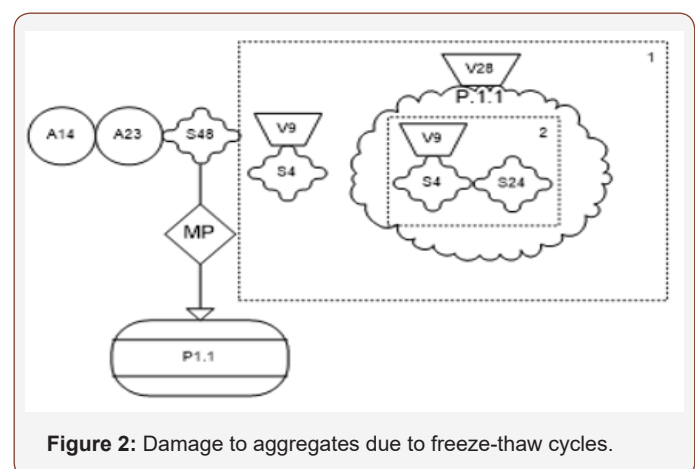 1
V28
P.1.1
V9
2
A14 A23 S48
V9
S4
S4 S24
MP
P1.1
Figure 2: Damage to aggregates due to freeze-thaw cycles.